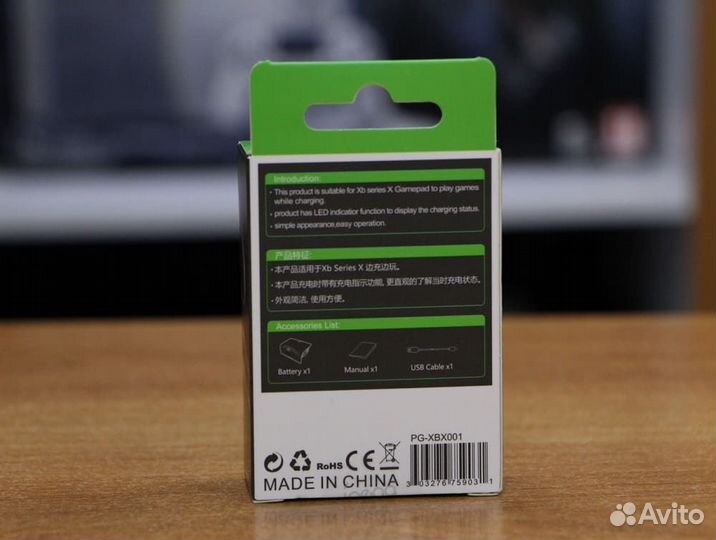 Introduction:
• This product is suitable for Xb series X Gamepad to play games
while charging.
• product has LED indicatior function to display the charging status.
• simple appearance,easy operation.
产品特征:
•本产品适用于Xb Series X 边充边玩。
•本产品充电时带有充电指示功能, 更直观的了解当时充电状态。
•外观简洁, 使用方便。
Accessories List:
Battery x1
Manual x1
USB Cable x1
PG-XBX001
RoHS CE
MADE IN CHINA
3 03276 75903 1
Avito